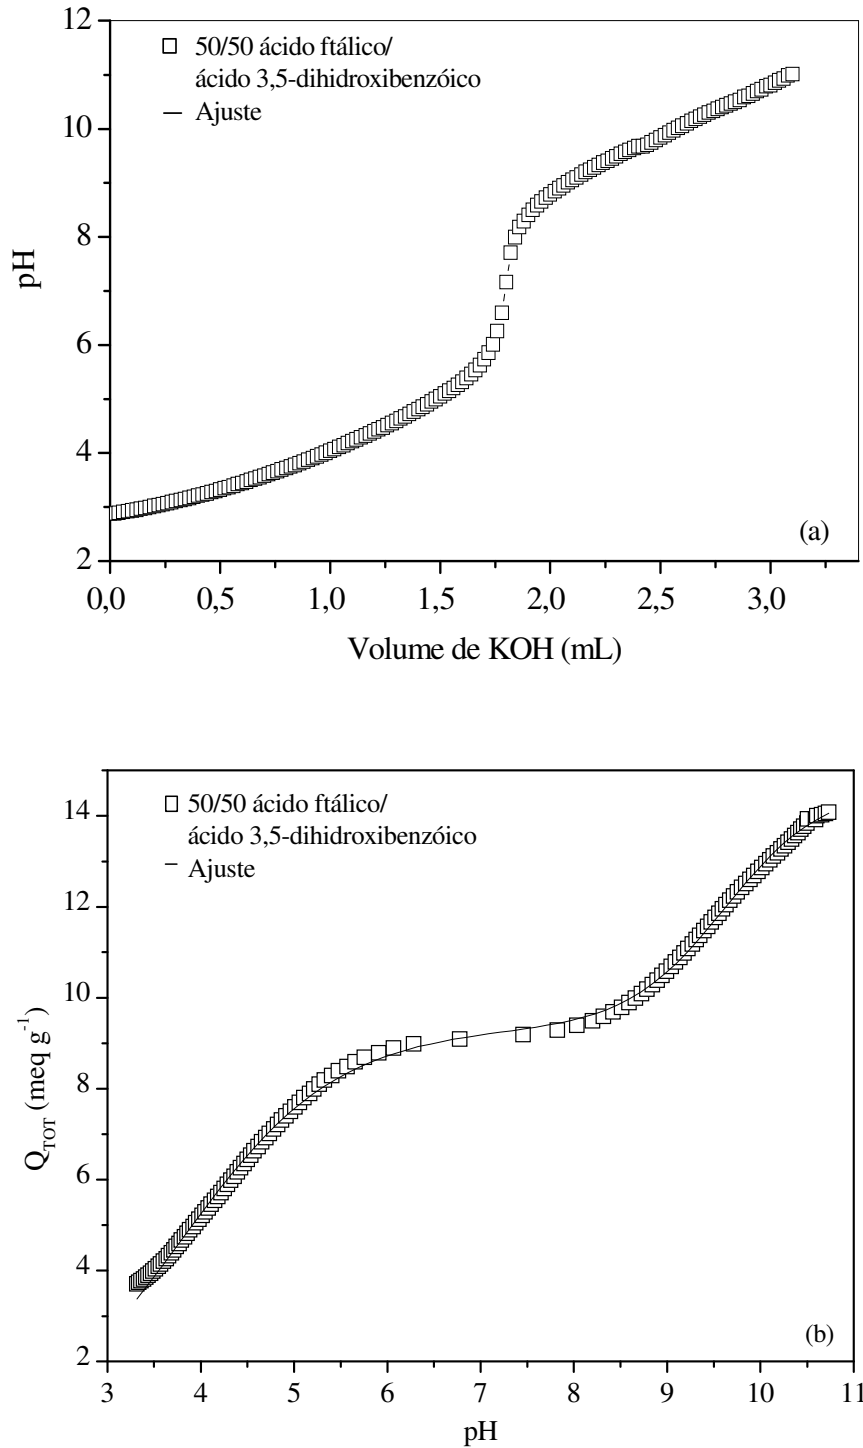 12
10
8
6
4
2
pH
□ 50/50 ácido ftálico/
ácido 3,5-dihidroxibenzóico
— Ajuste
(a)
0,0 0,5 1,0 1,5 2,0 2,5 3,0
Volume de KOH (mL)
14
12
10
8
6
4
2
Q_TOT (meq g⁻¹)
□ 50/50 ácido ftálico/
ácido 3,5-dihidroxibenzóico
– Ajuste
(b)
3 4 5 6 7 8 9 10 11
pH